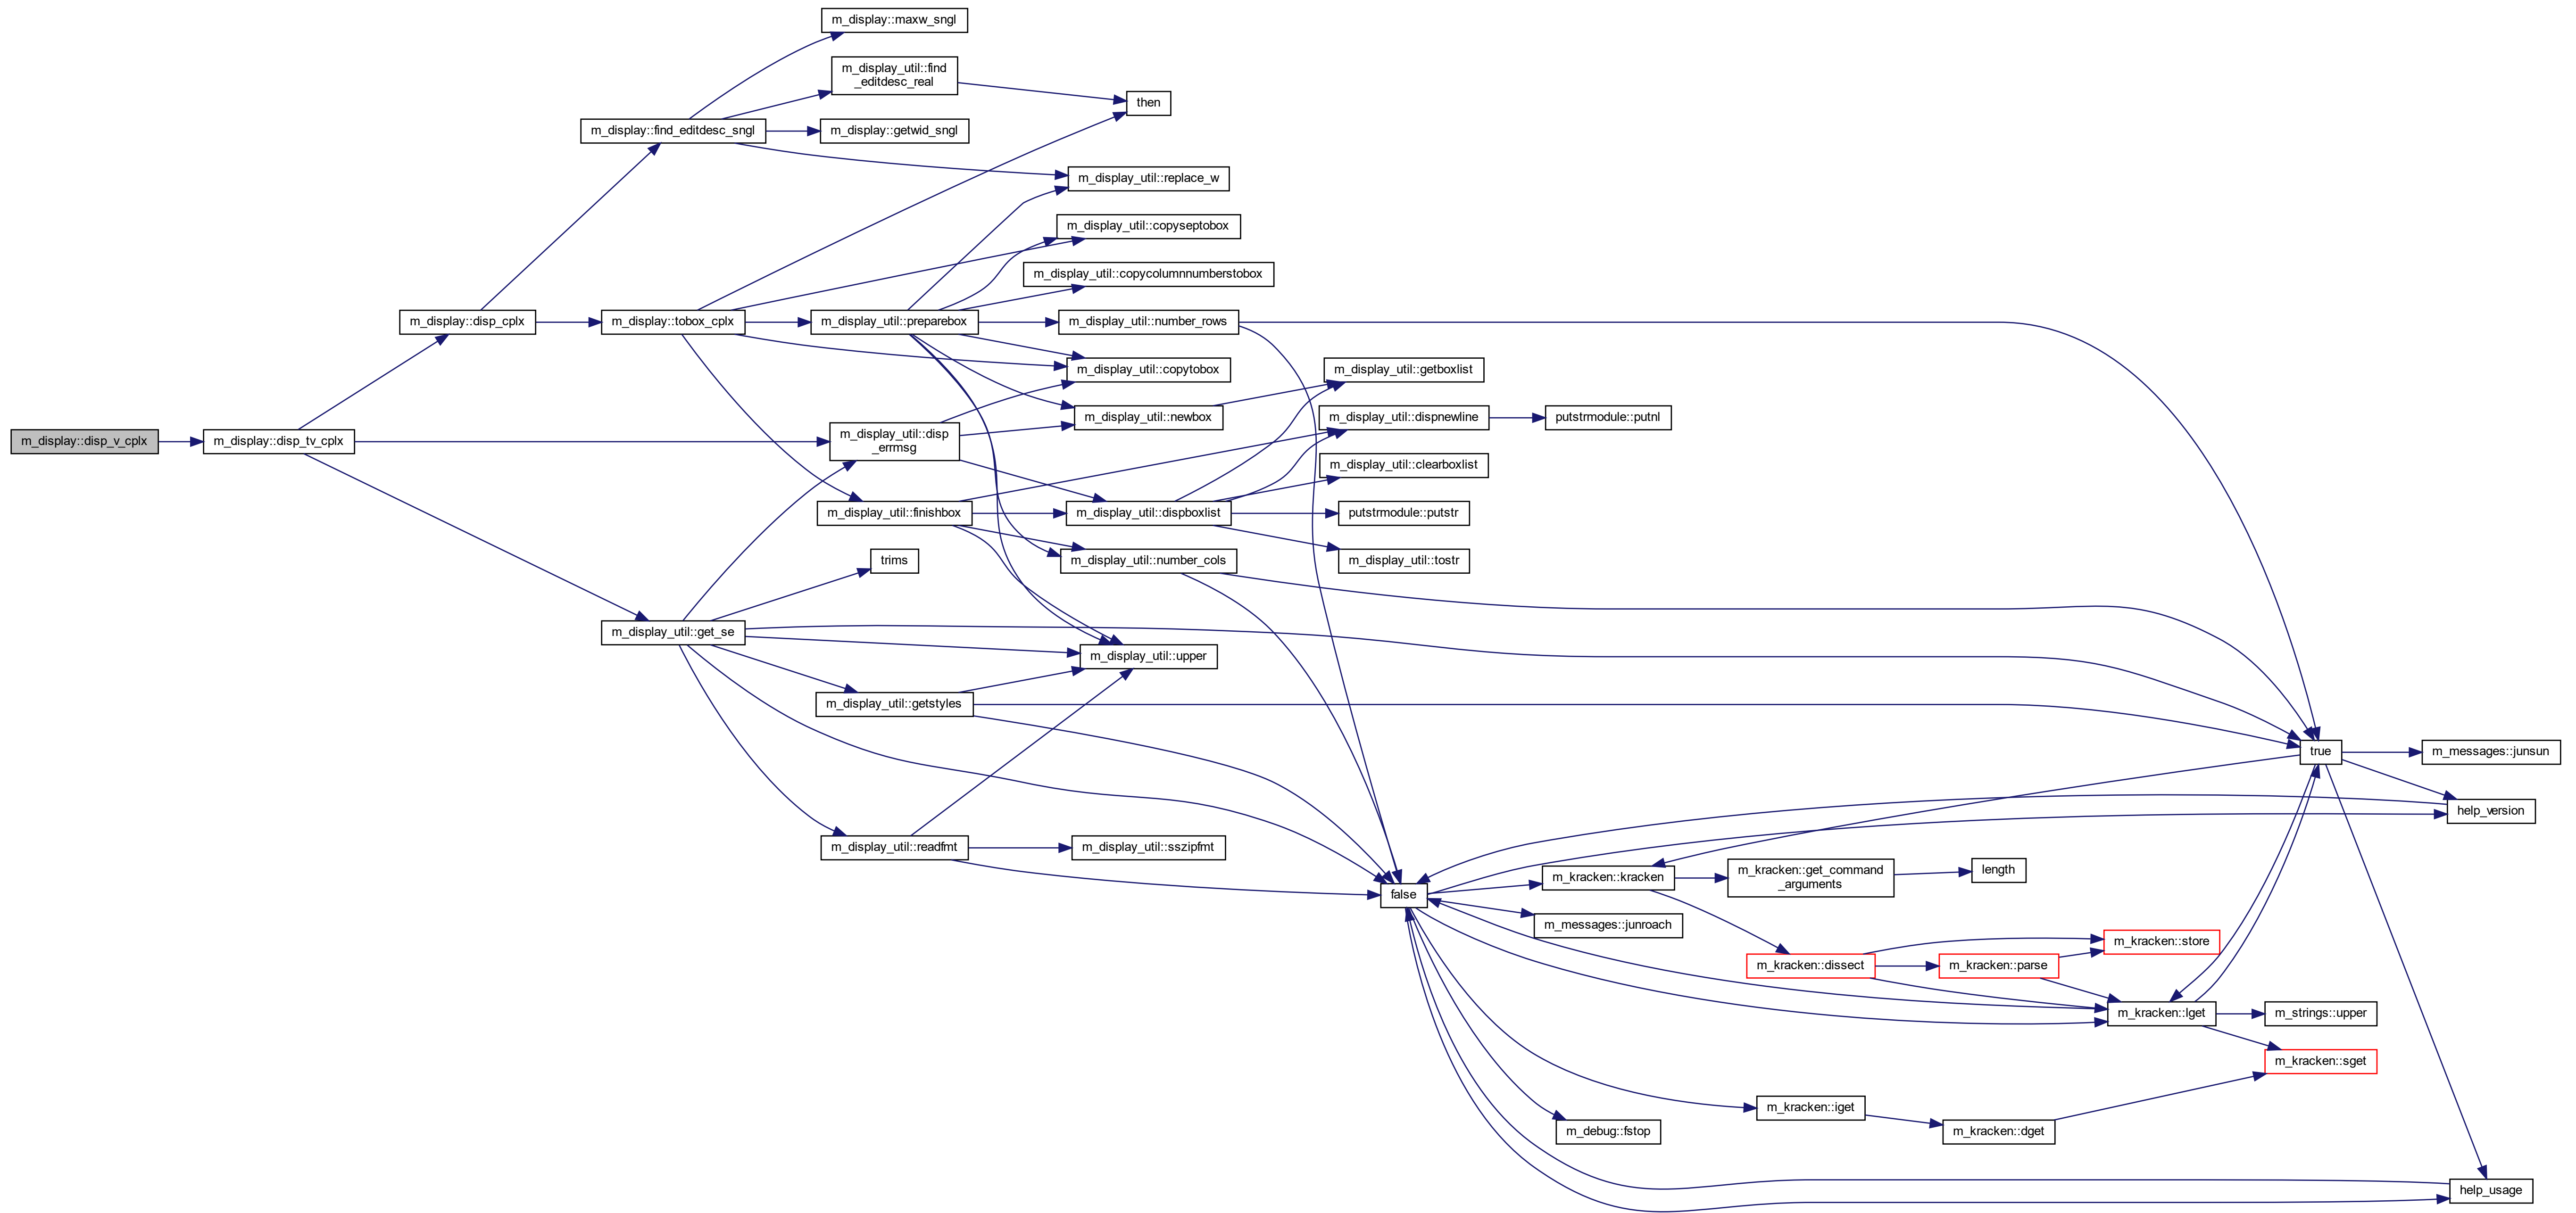 m_display::maxw_sngl
m_display_util::find
_editdesc_real
then
m_display::find_editdesc_sngl
m_display::getwid_sngl
m_display_util::replace_w
m_display_util::copyseptobox
m_display_util::copycolumnnumberstobox
m_display::disp_cplx
m_display::tobox_cplx
m_display_util::preparebox
m_display_util::number_rows
m_display_util::copytobox
m_display_util::getboxlist
m_display_util::newbox
m_display_util::dispnewline
putstrmodule::putnl
m_display::disp_v_cplx
m_display::disp_tv_cplx
m_display_util::disp
_errmsg
m_display_util::clearboxlist
m_display_util::finishbox
m_display_util::dispboxlist
putstrmodule::putstr
trims
m_display_util::number_cols
m_display_util::tostr
m_display_util::get_se
m_display_util::upper
m_display_util::getstyles
true
m_messages::junsun
help_version
m_display_util::readfmt
m_display_util::sszipfmt
m_kracken::kracken
m_kracken::get_command
_arguments
length
false
m_messages::junroach
m_kracken::store
m_kracken::dissect
m_kracken::parse
m_kracken::lget
m_strings::upper
m_kracken::sget
m_kracken::iget
m_debug::fstop
m_kracken::dget
help_usage